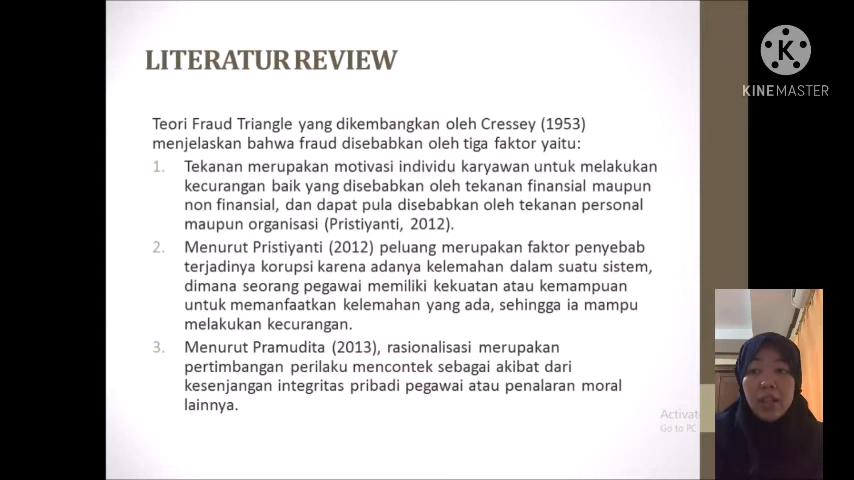 LITERATUR REVIEW
Teori Fraud Triangle yang dikembangkan oleh Cressey (1953)
menjelaskan bahwa fraud disebabkan oleh tiga faktor yaitu:
1. Tekanan merupakan motivasi individu karyawan untuk melakukan
kecurangan baik yang disebabkan oleh tekanan finansial maupun
non finansial, dan dapat pula disebabkan oleh tekanan personal
maupun organisasi (Pristiyanti, 2012).
2. Menurut Pristiyanti (2012) peluang merupakan faktor penyebab
terjadinya korupsi karena adanya kelemahan dalam suatu sistem,
dimana seorang pegawai memiliki kekuatan atau kemampuan
untuk memanfaatkan kelemahan yang ada, sehingga ia mampu
melakukan kecurangan.
3. Menurut Pramudita (2013), rasionalisasi merupakan
pertimbangan perilaku mencontek sebagai akibat dari
kesenjangan integritas pribadi pegawai atau penalaran moral
lainnya.
K
KINEMASTER
Activat
Go to PC